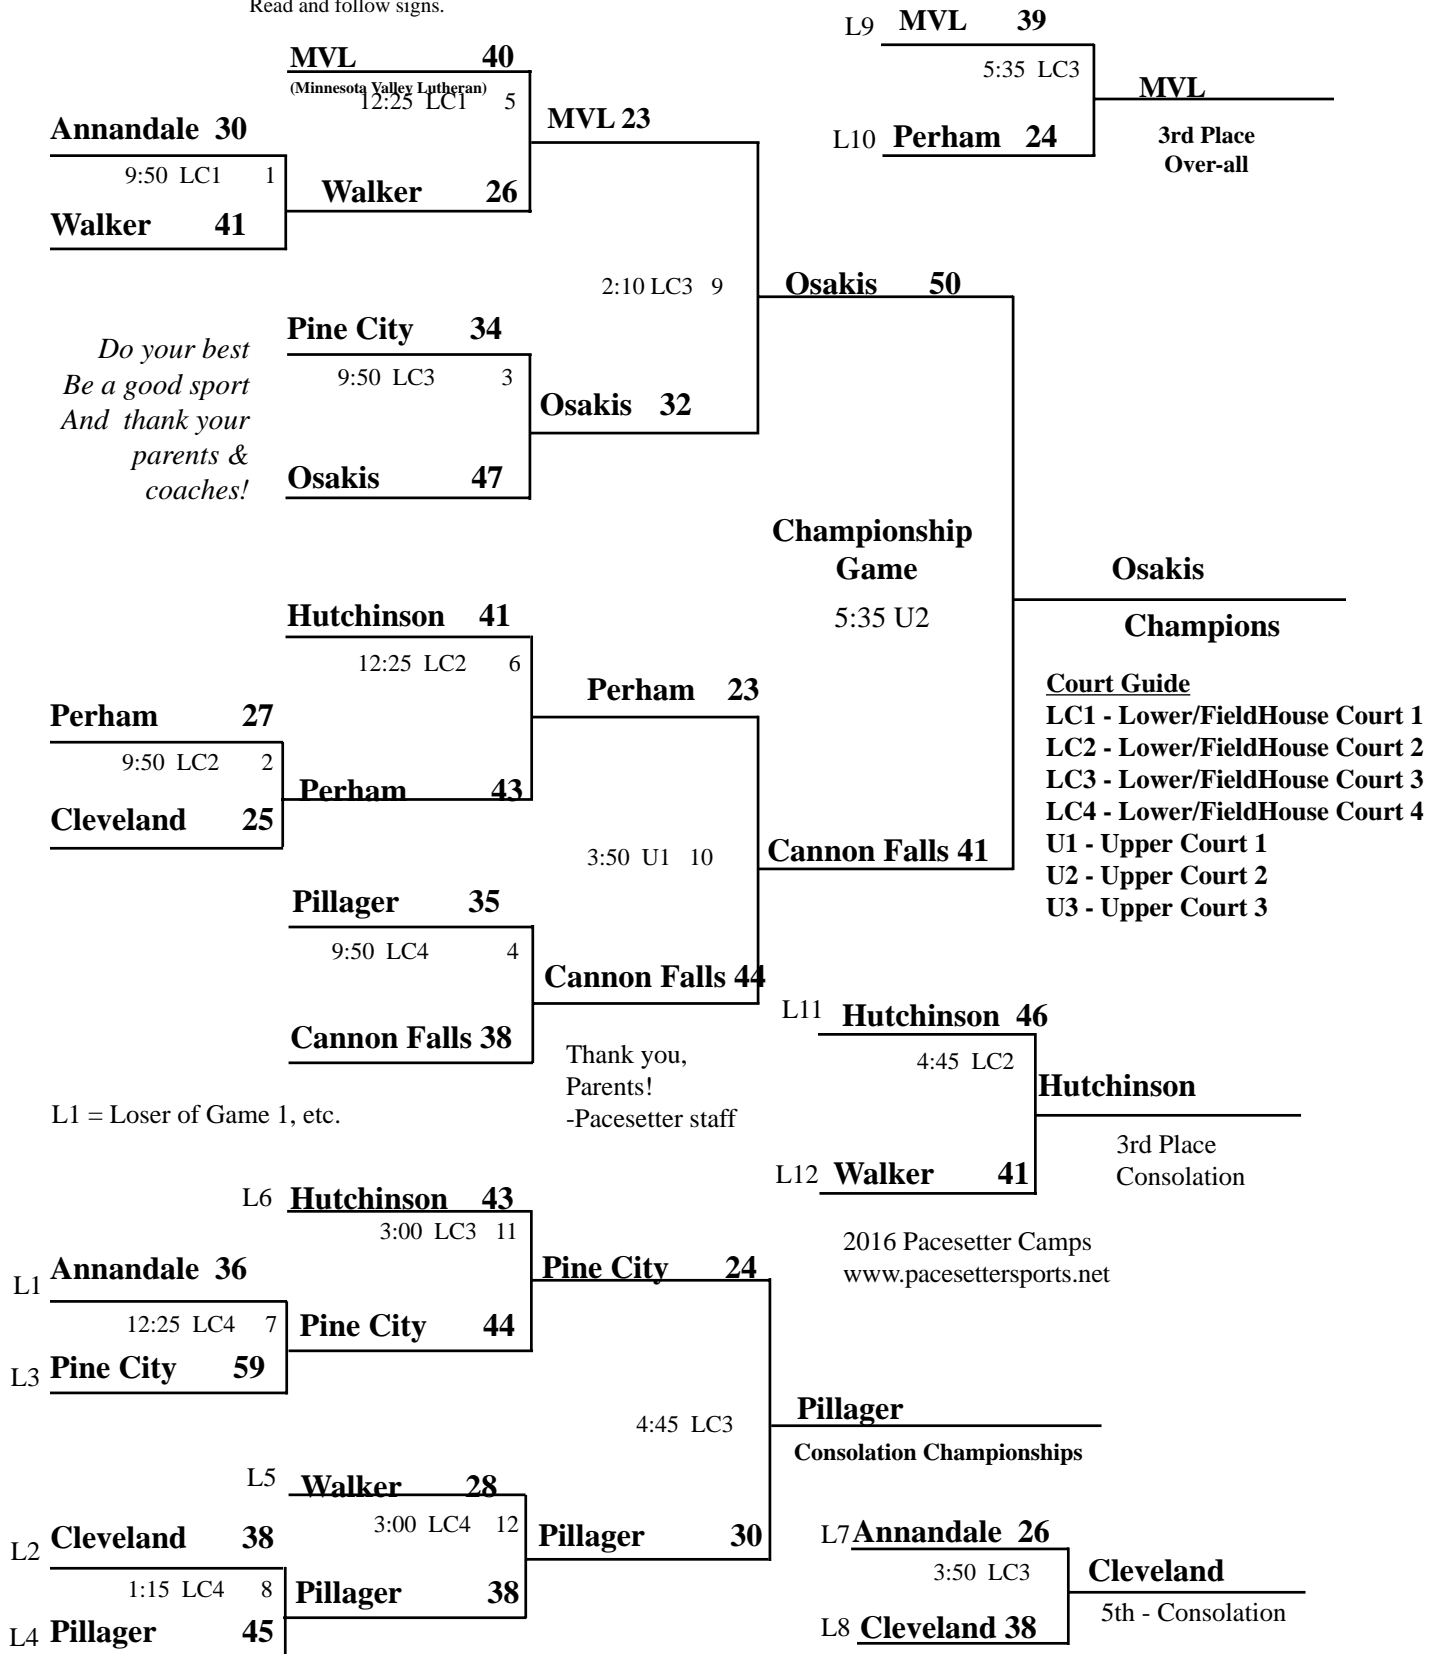 Read and follow signs.
L9 MVL 39
5:35 LC3
MVL
L10 Perham 24
3rd Place
Over-all
MVL 40
(Minnesota Valley Lutheran)
12:25 LC1 5
Annandale 30
9:50 LC1 1
Walker 41
Walker 26
MVL 23
2:10 LC3 9
Osakis 50
Pine City 34
9:50 LC3 3
Osakis 32
Osakis 47
Do your best
Be a good sport
And thank your
parents &
coaches!
Championship
Game
5:35 U2
Osakis
Champions
Hutchinson 41
12:25 LC2 6
Perham 23
Perham 27
9:50 LC2 2
Cleveland 25
Perham 43
3:50 U1 10
Cannon Falls 41
Pillager 35
9:50 LC4 4
Cannon Falls 44
Cannon Falls 38
Court Guide
LC1 - Lower/FieldHouse Court 1
LC2 - Lower/FieldHouse Court 2
LC3 - Lower/FieldHouse Court 3
LC4 - Lower/FieldHouse Court 4
U1 - Upper Court 1
U2 - Upper Court 2
U3 - Upper Court 3
L11 Hutchinson 46
4:45 LC2
Hutchinson
L12 Walker 41
3rd Place
Consolation
Thank you,
Parents!
-Pacesetter staff
L1 = Loser of Game 1, etc.
2016 Pacesetter Camps
www.pacesettersports.net
L6 Hutchinson 43
3:00 LC3 11
L1 Annandale 36
12:25 LC4 7
L3 Pine City 59
Pine City 44
Pine City 24
4:45 LC3
Pillager
Consolation Championships
L5 Walker 28
3:00 LC4 12
L2 Cleveland 38
1:15 LC4 8
L4 Pillager 45
Pillager 38
Pillager 30
L7 Annandale 26
3:50 LC3
Cleveland
L8 Cleveland 38
5th - Consolation